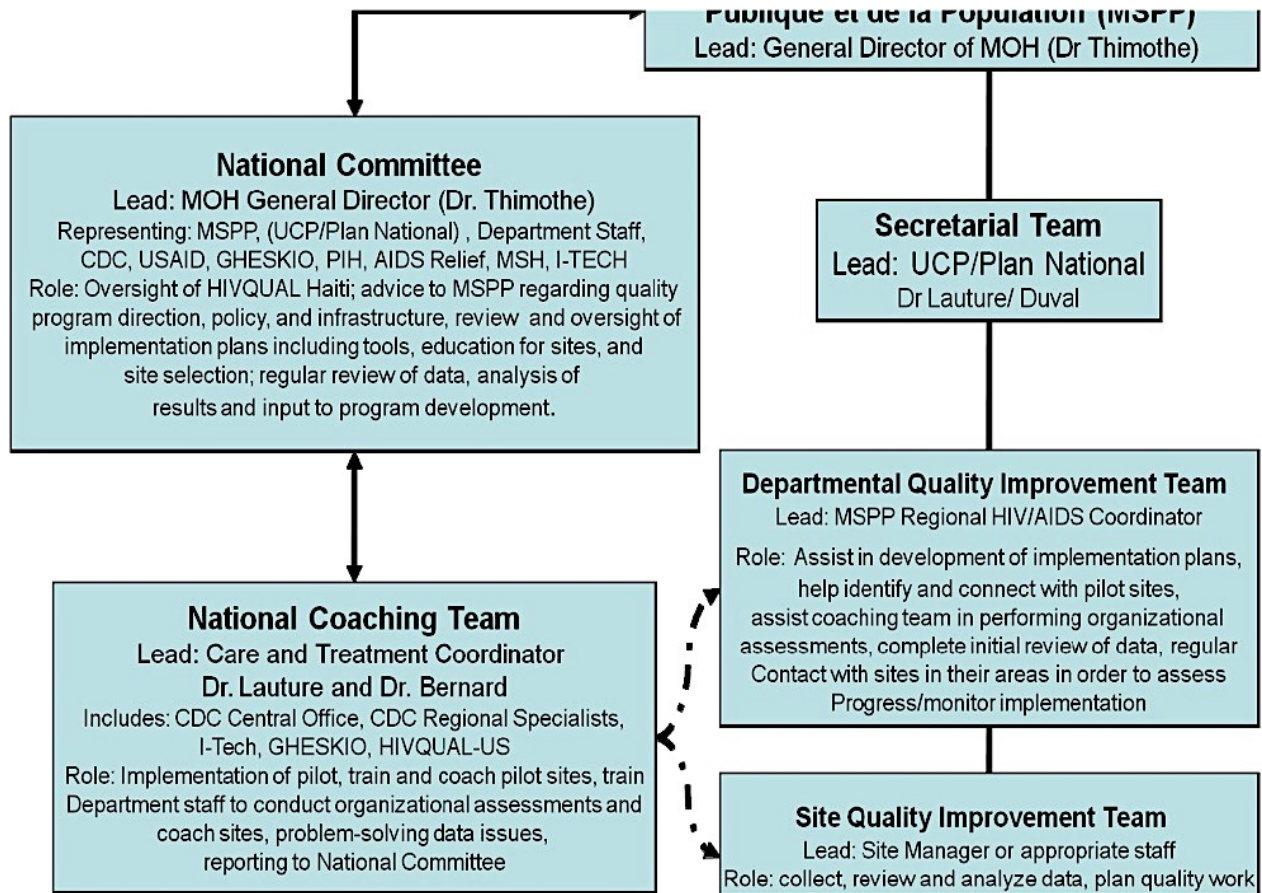 Publique et de la Population (MSPP)
Lead: General Director of MOH (Dr Thimothe)
National Committee
Lead: MOH General Director (Dr. Thimothe)
Representing: MSPP, (UCP/Plan National) , Department Staff,
CDC, USAID, GHESKIO, PIH, AIDS Relief, MSH, I-TECH
Role: Oversight of HIVQUAL Haiti; advice to MSPP regarding quality
program direction, policy, and infrastructure, review and oversight of
implementation plans including tools, education for sites, and
site selection; regular review of data, analysis of
results and input to program development.
Secretarial Team
Lead: UCP/Plan National
Dr Lauture/ Duval
Departmental Quality Improvement Team
Lead: MSPP Regional HIV/AIDS Coordinator
Role: Assist in development of implementation plans,
help identify and connect with pilot sites,
assist coaching team in performing organizational
assessments, complete initial review of data, regular
Contact with sites in their areas in order to assess
Progress/monitor implementation
National Coaching Team
Lead: Care and Treatment Coordinator
Dr. Lauture and Dr. Bernard
Includes: CDC Central Office, CDC Regional Specialists,
I-Tech, GHESKIO, HIVQUAL-US
Role: Implementation of pilot, train and coach pilot sites, train
Department staff to conduct organizational assessments and
coach sites, problem-solving data issues,
reporting to National Committee
Site Quality Improvement Team
Lead: Site Manager or appropriate staff
Role: collect, review and analyze data, plan quality work